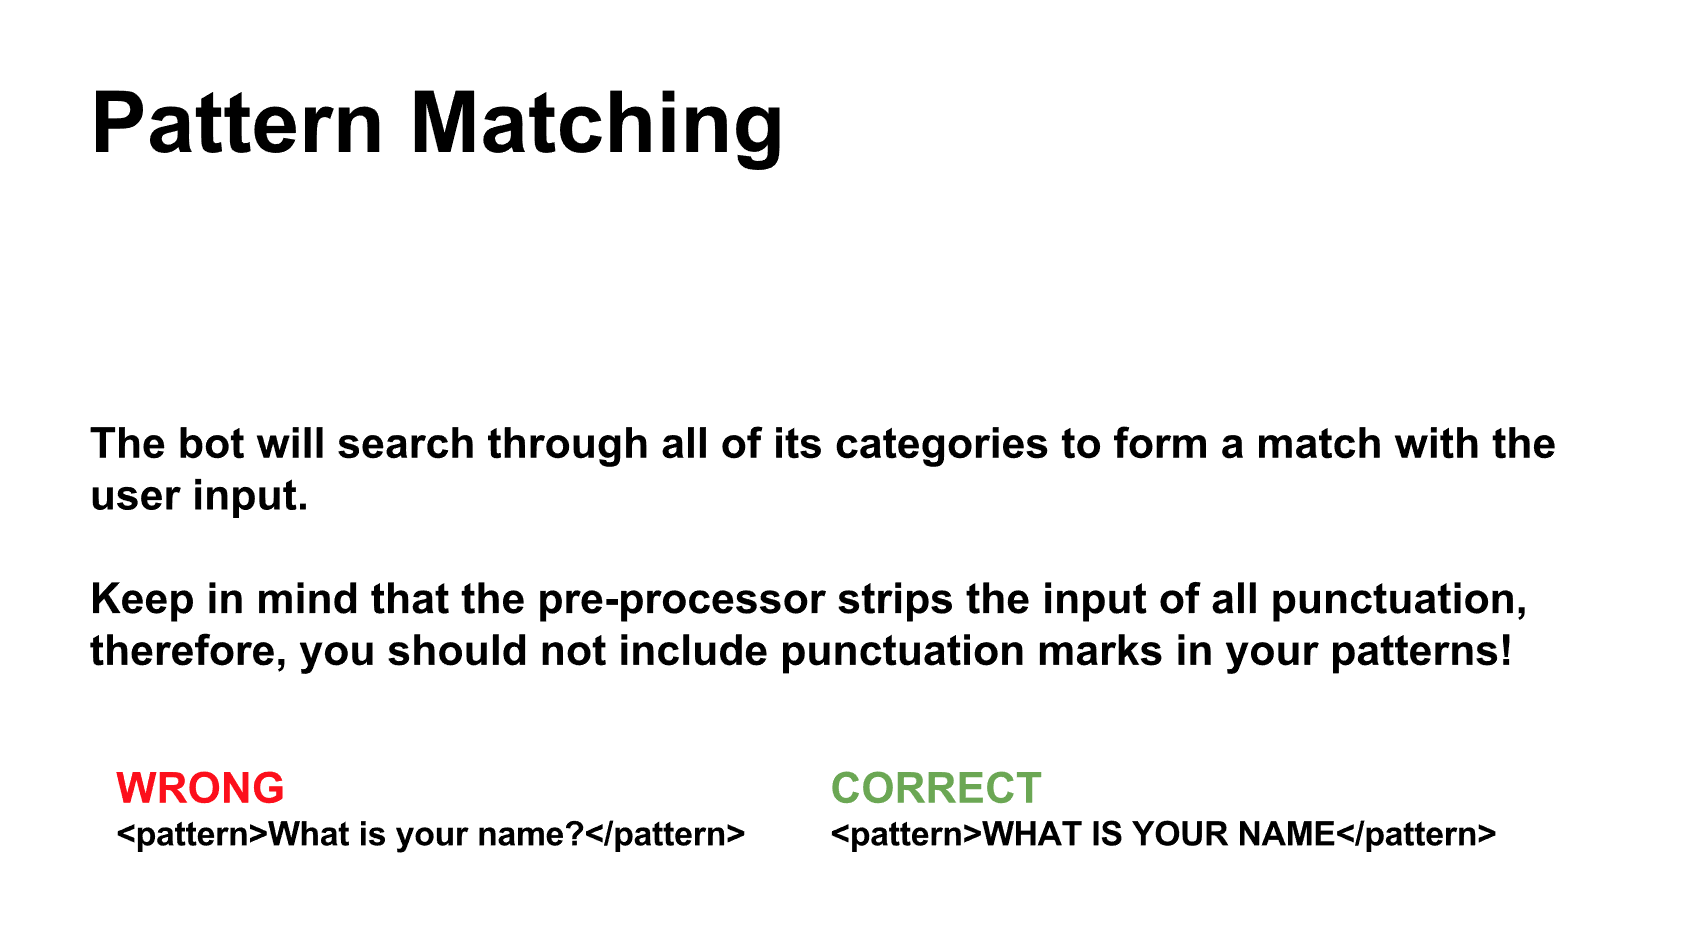 Pattern Matching
The bot will search through all of its categories to form a match with the
user input.
Keep in mind that the pre-processor strips the input of all punctuation,
therefore, you should not include punctuation marks in your patterns!
WRONG
<pattern>What is your name?</pattern>
CORRECT
<pattern>WHAT IS YOUR NAME</pattern>